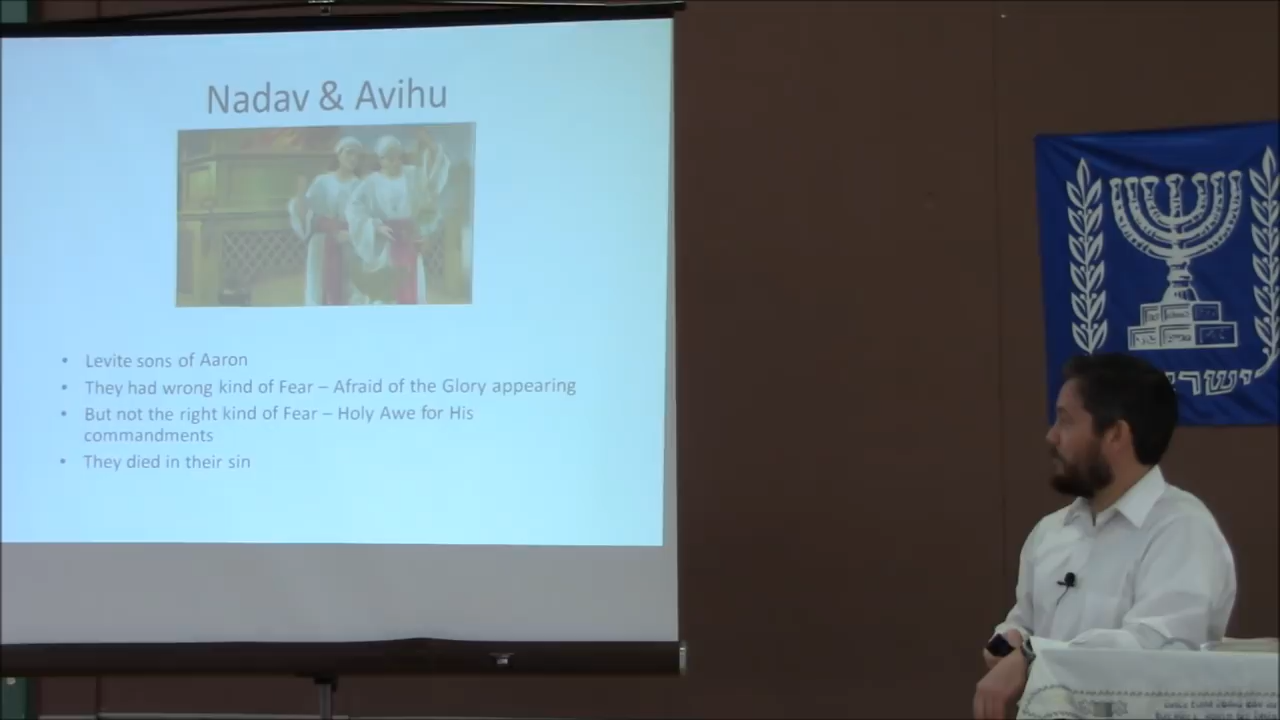 Nadav & Avihu
• Levite sons of Aaron
• They had wrong kind of Fear – Afraid of the Glory appearing
• But not the right kind of Fear – Holy Awe for His
commandments
• They died in their sin